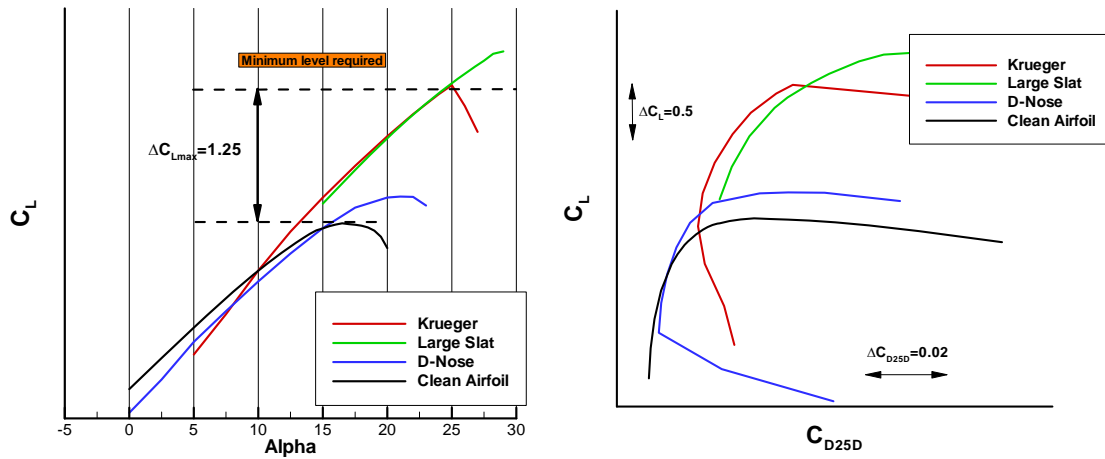 Minimum level required
ΔCLmax=1.25
CL
Krueger
Large Slat
D-Nose
Clean Airfoil
-5 0 5 10 15 20 25 30
Alpha
Krueger
Large Slat
D-Nose
Clean Airfoil
ΔCL=0.5
CL
ΔCD25D=0.02
CD25D